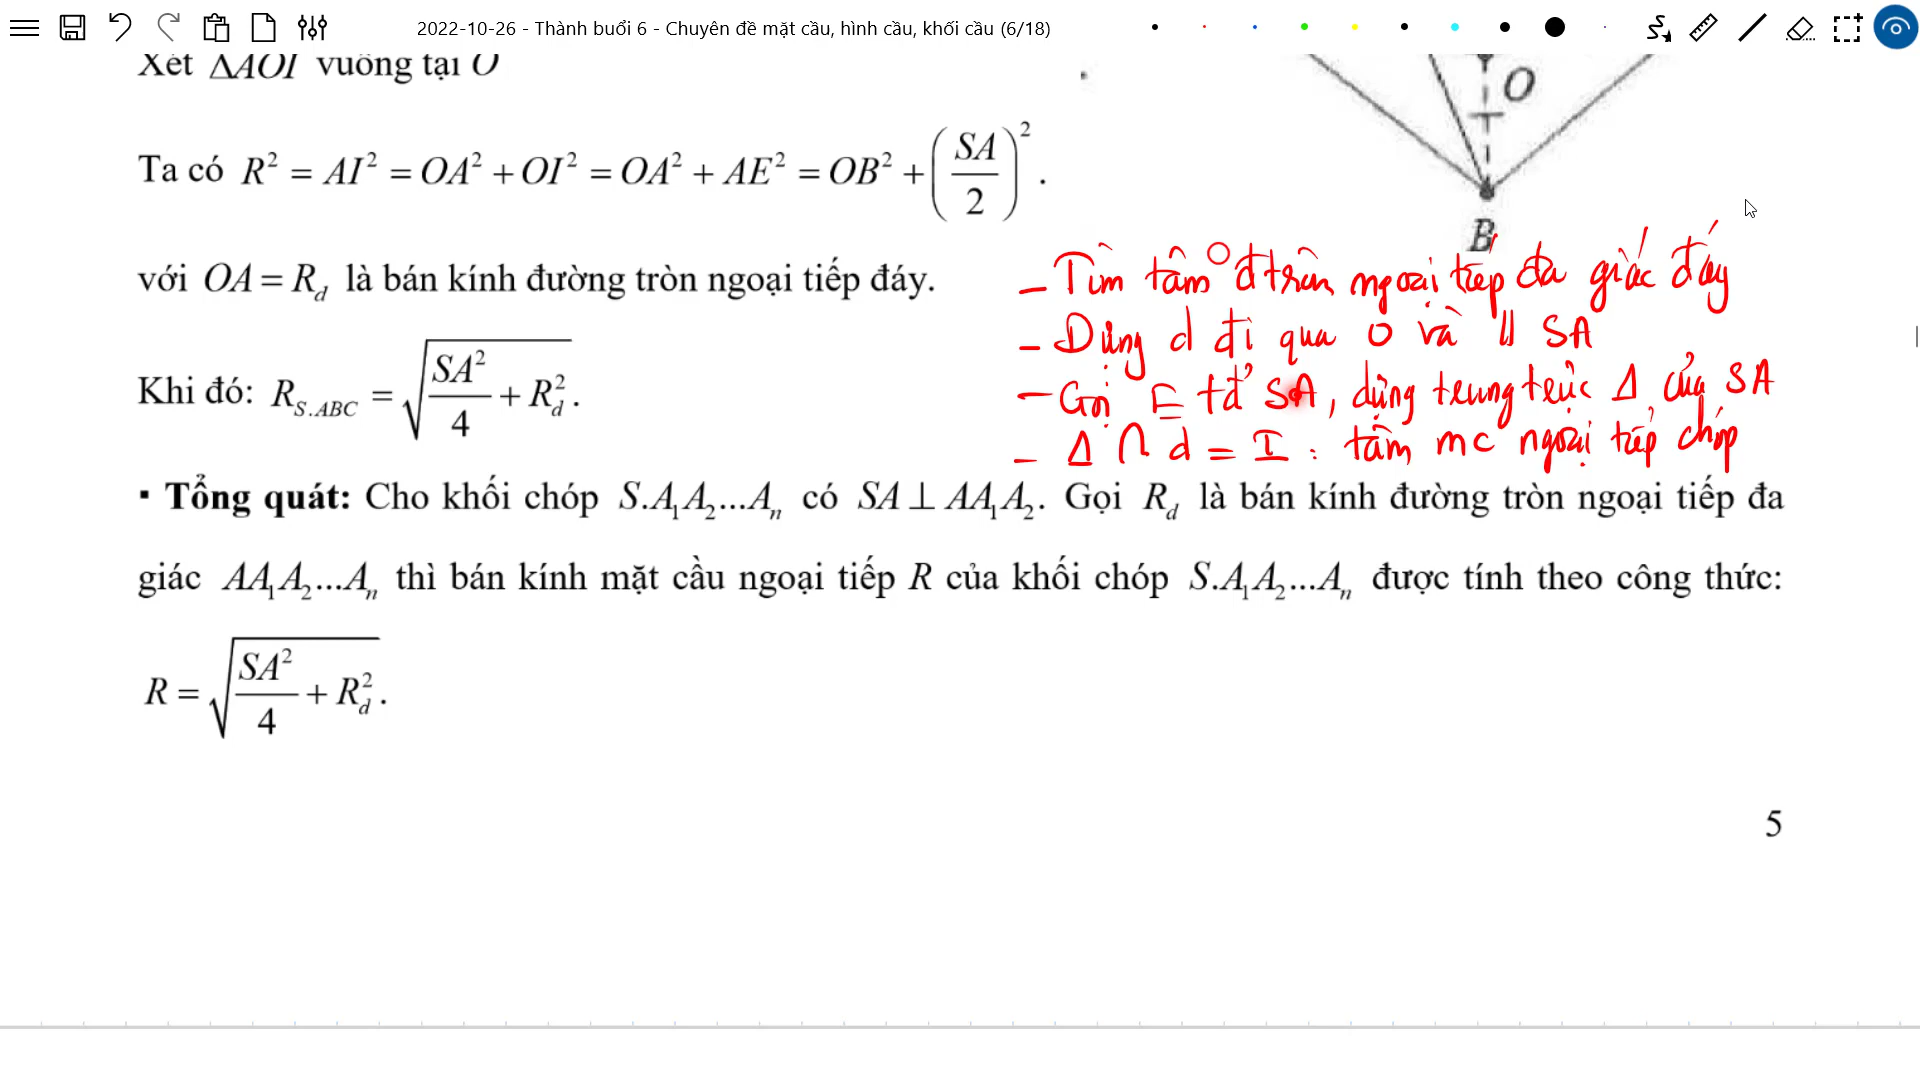 2022-10-26 - Thành buổi 6 - Chuyên đề mặt cầu, hình cầu, khối cầu (6/18)
Xét ΔAOI vuông tại O
O
Ta có R² = AI² = OA² + OI² = OA² + AE² = OB² + (SA/2)².
B
với OA = R_d là bán kính đường tròn ngoại tiếp đáy.
- Tìm tâm O đtròn ngoại tiếp đa giác đáy
- Dựng d đi qua O và // SA
Khi đó: R_{S.ABC} = √(SA²/4 + R_d²).
- Gọi E tđ SA, dựng trung trực Δ của SA
- Δ ∩ d = I : tâm mc ngoại tiếp chóp
▪ Tổng quát: Cho khối chóp S.A₁A₂...Aₙ có SA ⊥ AA₁A₂. Gọi R_d là bán kính đường tròn ngoại tiếp đa
giác AA₁A₂...Aₙ thì bán kính mặt cầu ngoại tiếp R của khối chóp S.A₁A₂...Aₙ được tính theo công thức:
R = √(SA²/4 + R_d²).
5